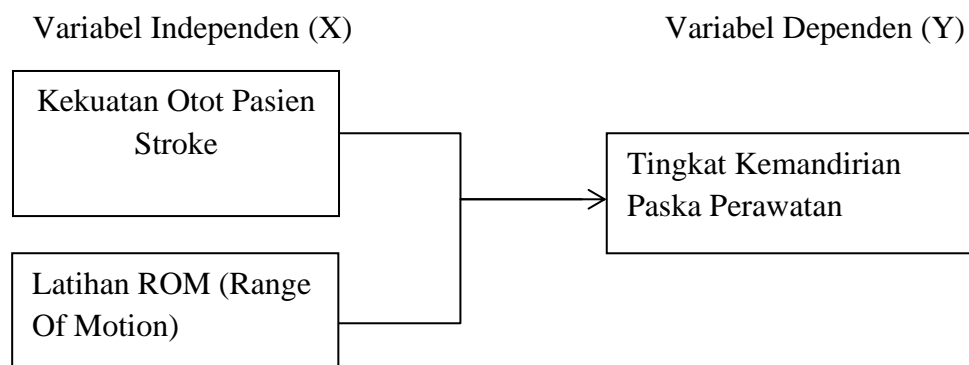 Variabel Independen (X)
Variabel Dependen (Y)
Kekuatan Otot Pasien
Stroke
Tingkat Kemandirian
Paska Perawatan
Latihan ROM (Range
Of Motion)